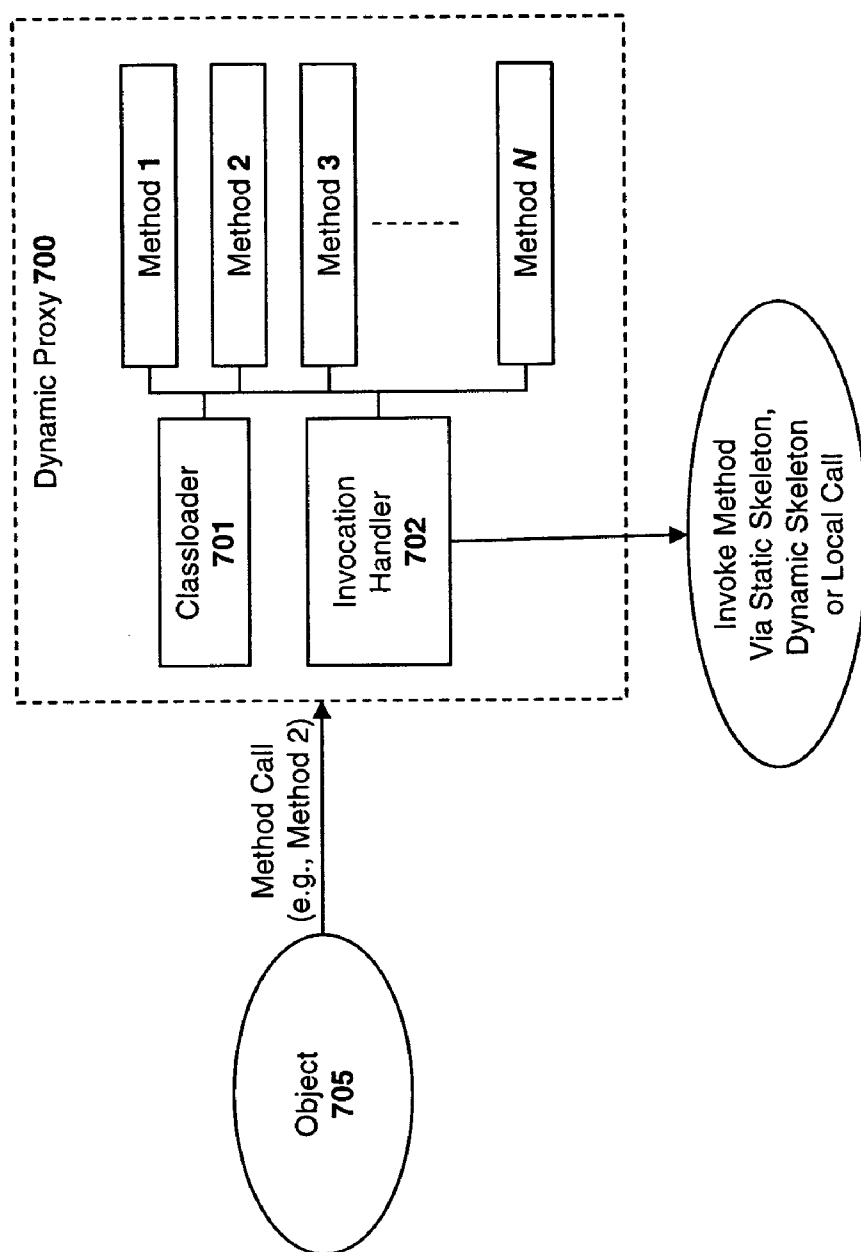 Dynamic Proxy 700
Method 1
Method 2
Method 3
Method N
Classloader
701
Invocation
Handler
702
Method Call
(e.g., Method 2)
Object
705
Invoke Method
Via Static Skeleton,
Dynamic Skeleton
or Local Call